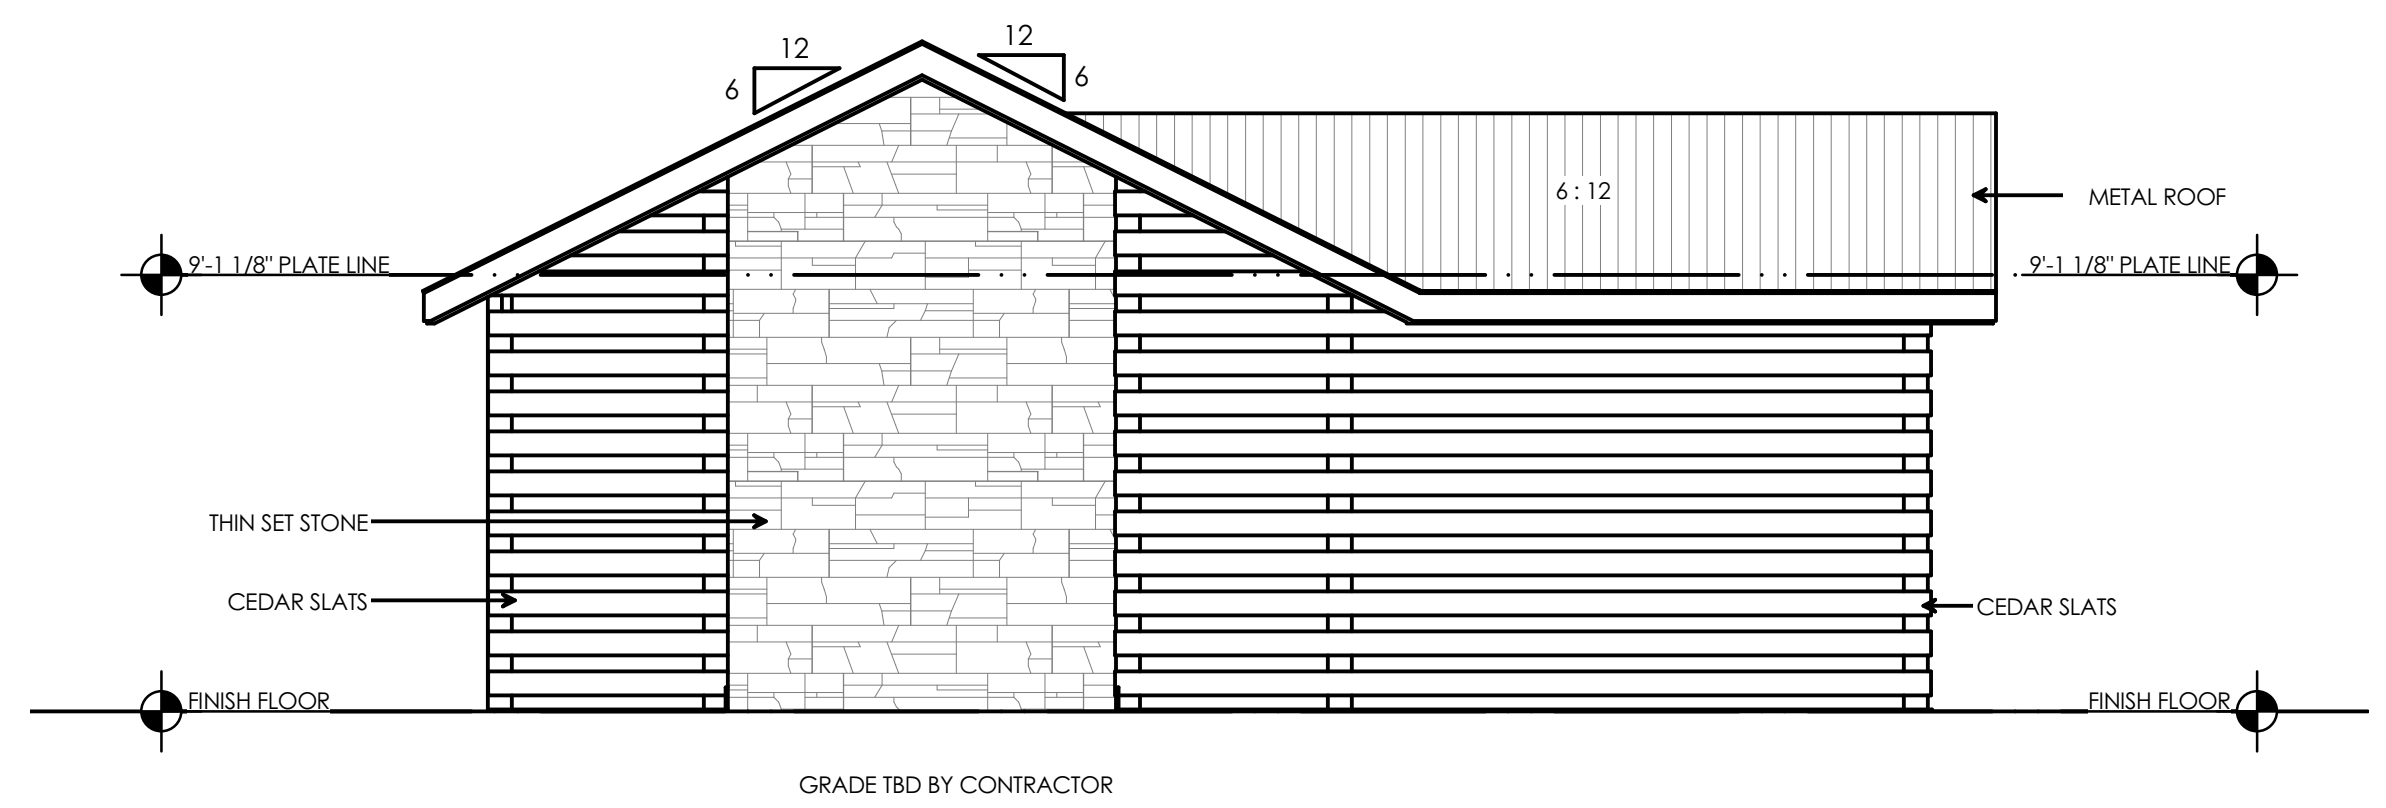 12
12
6
6
6 : 12
METAL ROOF
9'-1 1/8" PLATE LINE
9'-1 1/8" PLATE LINE
THIN SET STONE
CEDAR SLATS
CEDAR SLATS
FINISH FLOOR
FINISH FLOOR
GRADE TBD BY CONTRACTOR